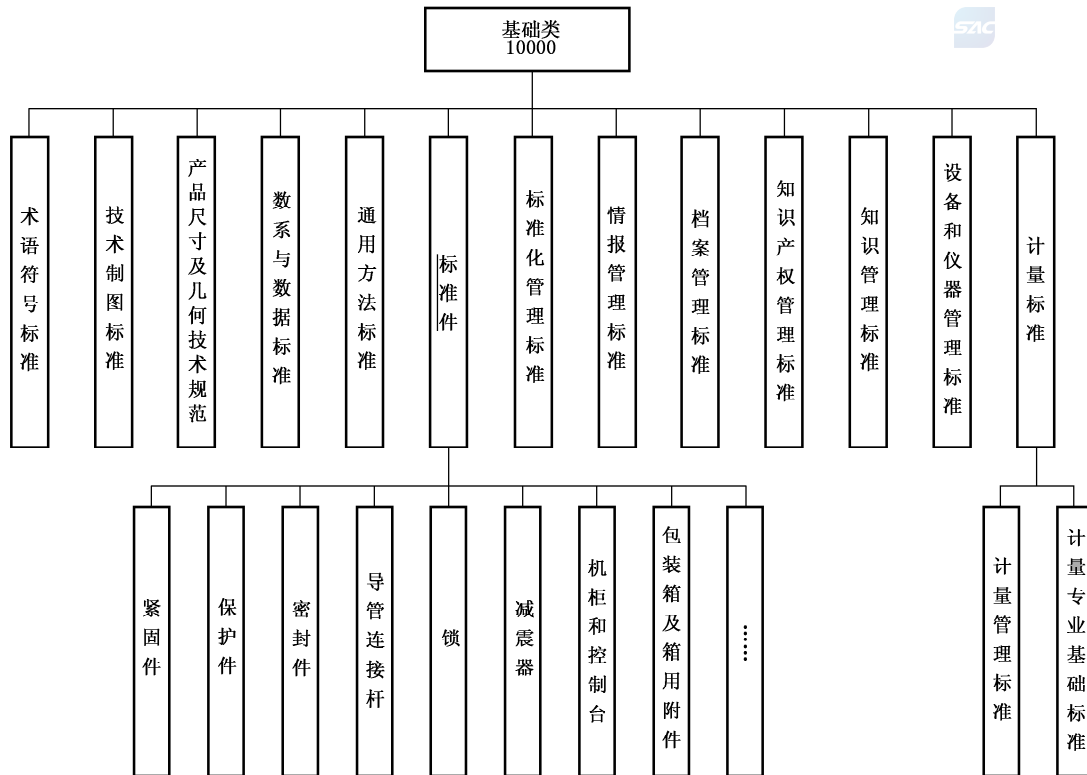 基础类
10000
SAC
术语符号标准
技术制图标准
产品尺寸及几何技术规范
数系与数据标准
通用方法标准
标准件
标准化管理标准
情报管理标准
档案管理标准
知识产权管理标准
知识管理标准
设备和仪器管理标准
计量标准
紧固件
保护件
密封件
导管连接杆
锁
减震器
机柜和控制台
包装箱及箱用附件
……
计量管理标准
计量专业基础标准